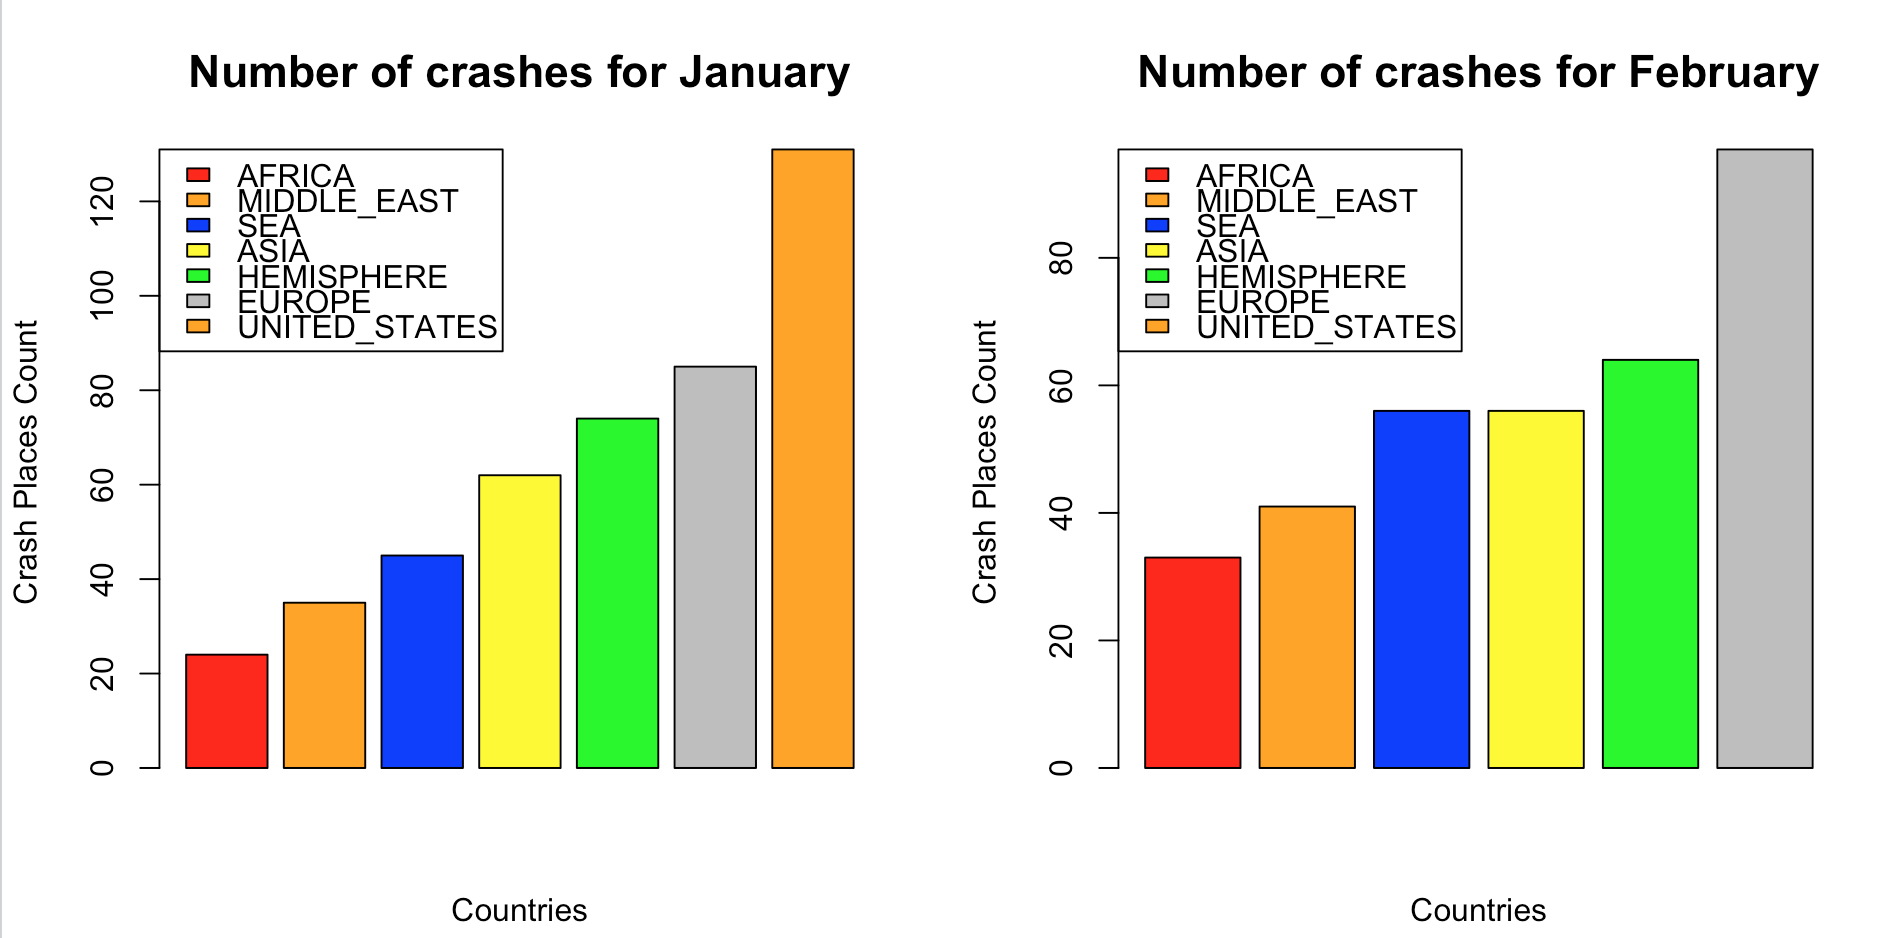 Number of crashes for January
AFRICA
MIDDLE_EAST
SEA
ASIA
HEMISPHERE
EUROPE
UNITED_STATES
Crash Places Count
120
100
80
60
40
20
0
Countries
Number of crashes for February
AFRICA
MIDDLE_EAST
SEA
ASIA
HEMISPHERE
EUROPE
UNITED_STATES
Crash Places Count
80
60
40
20
0
Countries